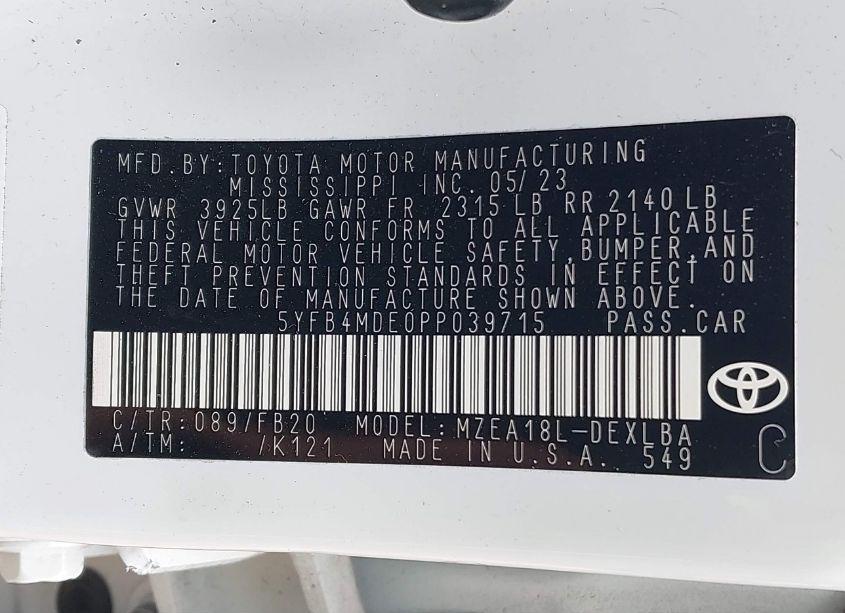 MFD.BY:TOYOTA MOTOR MANUFACTURING
MISSISSIPPI INC. 05/23
GVWR 3925LB GAWR FR 2315 LB RR 2140 LB
THIS VEHICLE CONFORMS TO ALL APPLICABLE
FEDERAL MOTOR VEHICLE SAFETY,BUMPER,AND
THEFT PREVENTION STANDARDS IN EFFECT ON
THE DATE OF MANUFACTURE SHOWN ABOVE.
5YFB4MDE0PP039715 PASS.CAR
C/TR:089/FB20 MODEL:MZEA18L-DEXLBA
A/TM: /K121 MADE IN U.S.A. 549 C